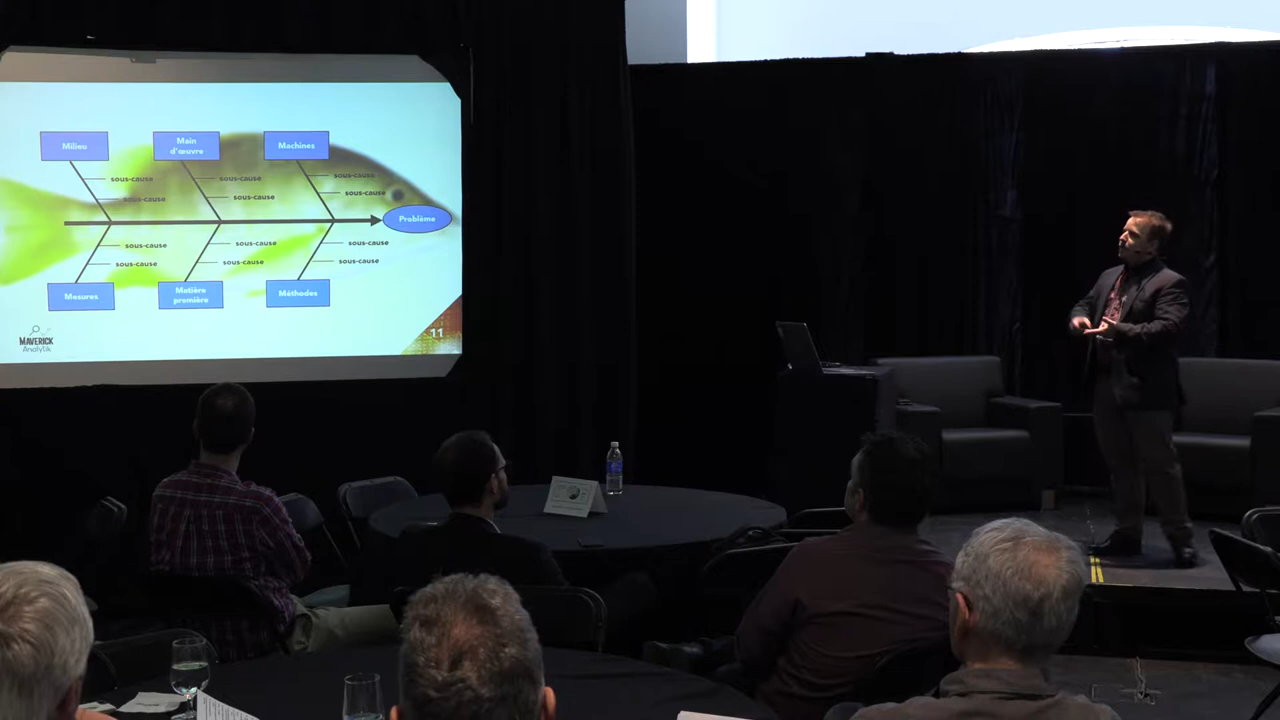 Milieu
Main
d'œuvre
Machines
sous-cause
sous-cause
sous-cause
sous-cause
sous-cause
sous-cause
Problème
sous-cause
sous-cause
sous-cause
sous-cause
sous-cause
sous-cause
Mesures
Matière
première
Méthodes
MAVERICK
Analytik
11